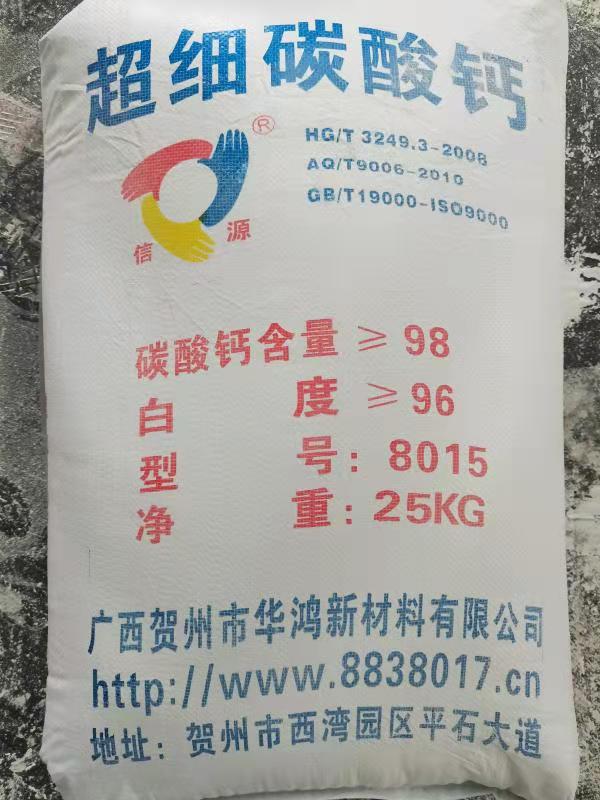 超细碳酸钙
®
HG/T 3249.3-2008
AQ/T9006-2010
GB/T19000-ISO9000
信 源
碳酸钙含量≥98
白 度≥96
型 号:8015
净 重:25KG
广西贺州市华鸿新材料有限公司
http://www.8838017.cn
地址:贺州市西湾园区平石大道